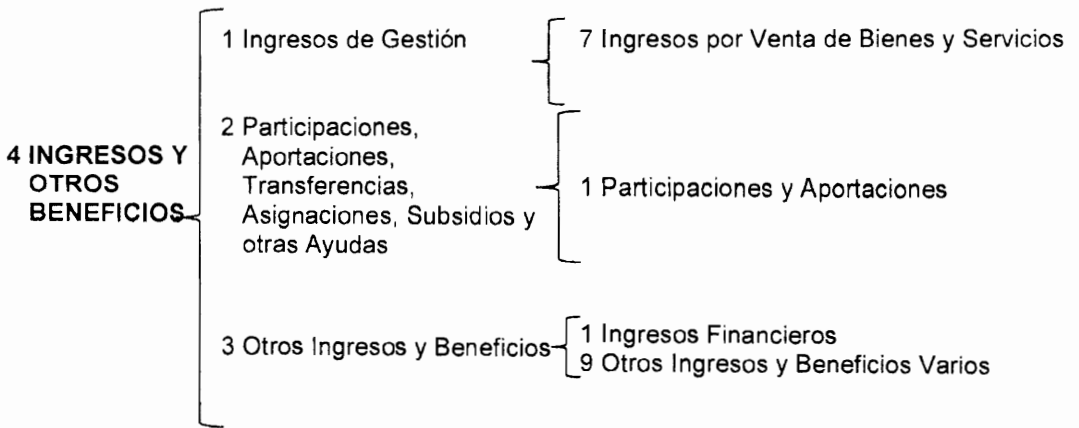 4 INGRESOS Y
OTROS
BENEFICIOS
1 Ingresos de Gestión
7 Ingresos por Venta de Bienes y Servicios
2 Participaciones,
Aportaciones,
Transferencias,
Asignaciones, Subsidios y
otras Ayudas
1 Participaciones y Aportaciones
3 Otros Ingresos y Beneficios
1 Ingresos Financieros
9 Otros Ingresos y Beneficios Varios